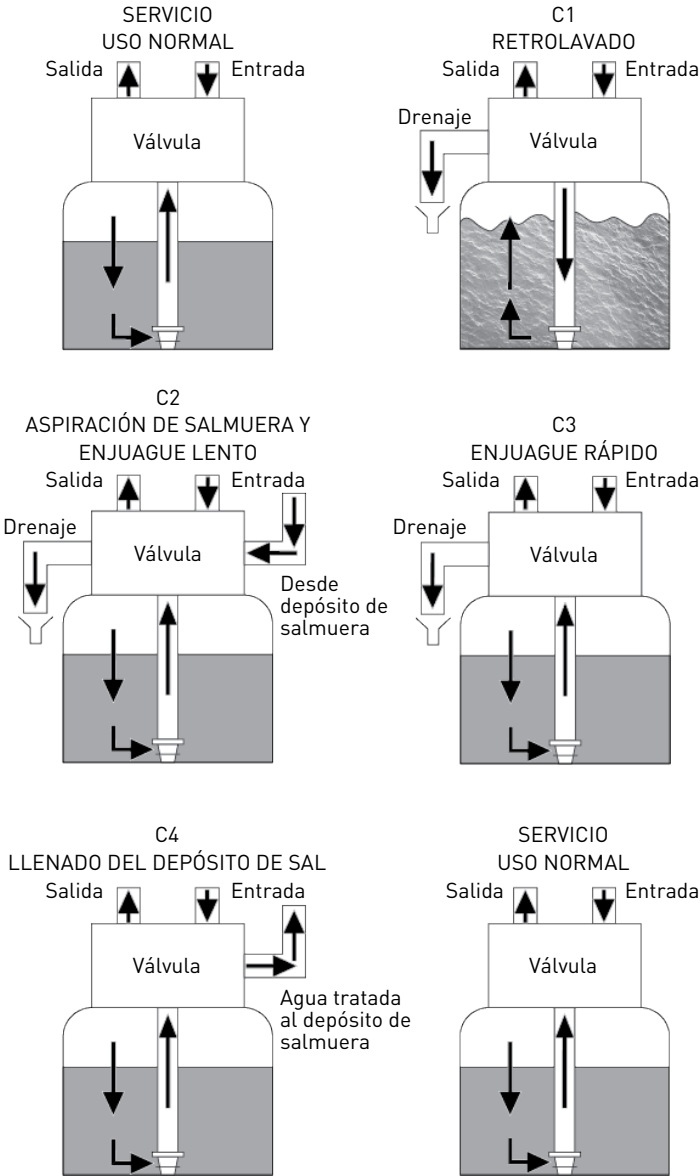 SERVICIO
USO NORMAL
Salida
Entrada
Válvula
C1
RETROLAVADO
Salida
Entrada
Drenaje
Válvula
C2
ASPIRACIÓN DE SALMUERA Y
ENJUAGUE LENTO
Salida
Entrada
Drenaje
Válvula
Desde
depósito de
salmuera
C3
ENJUAGUE RÁPIDO
Salida
Entrada
Drenaje
Válvula
C4
LLENADO DEL DEPÓSITO DE SAL
Salida
Entrada
Válvula
Agua tratada
al depósito de
salmuera
SERVICIO
USO NORMAL
Salida
Entrada
Válvula